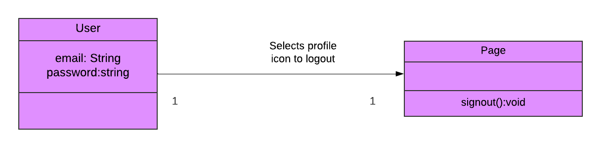 User
email: String
password:string
Selects profile
icon to logout
1
1
Page
signout():void